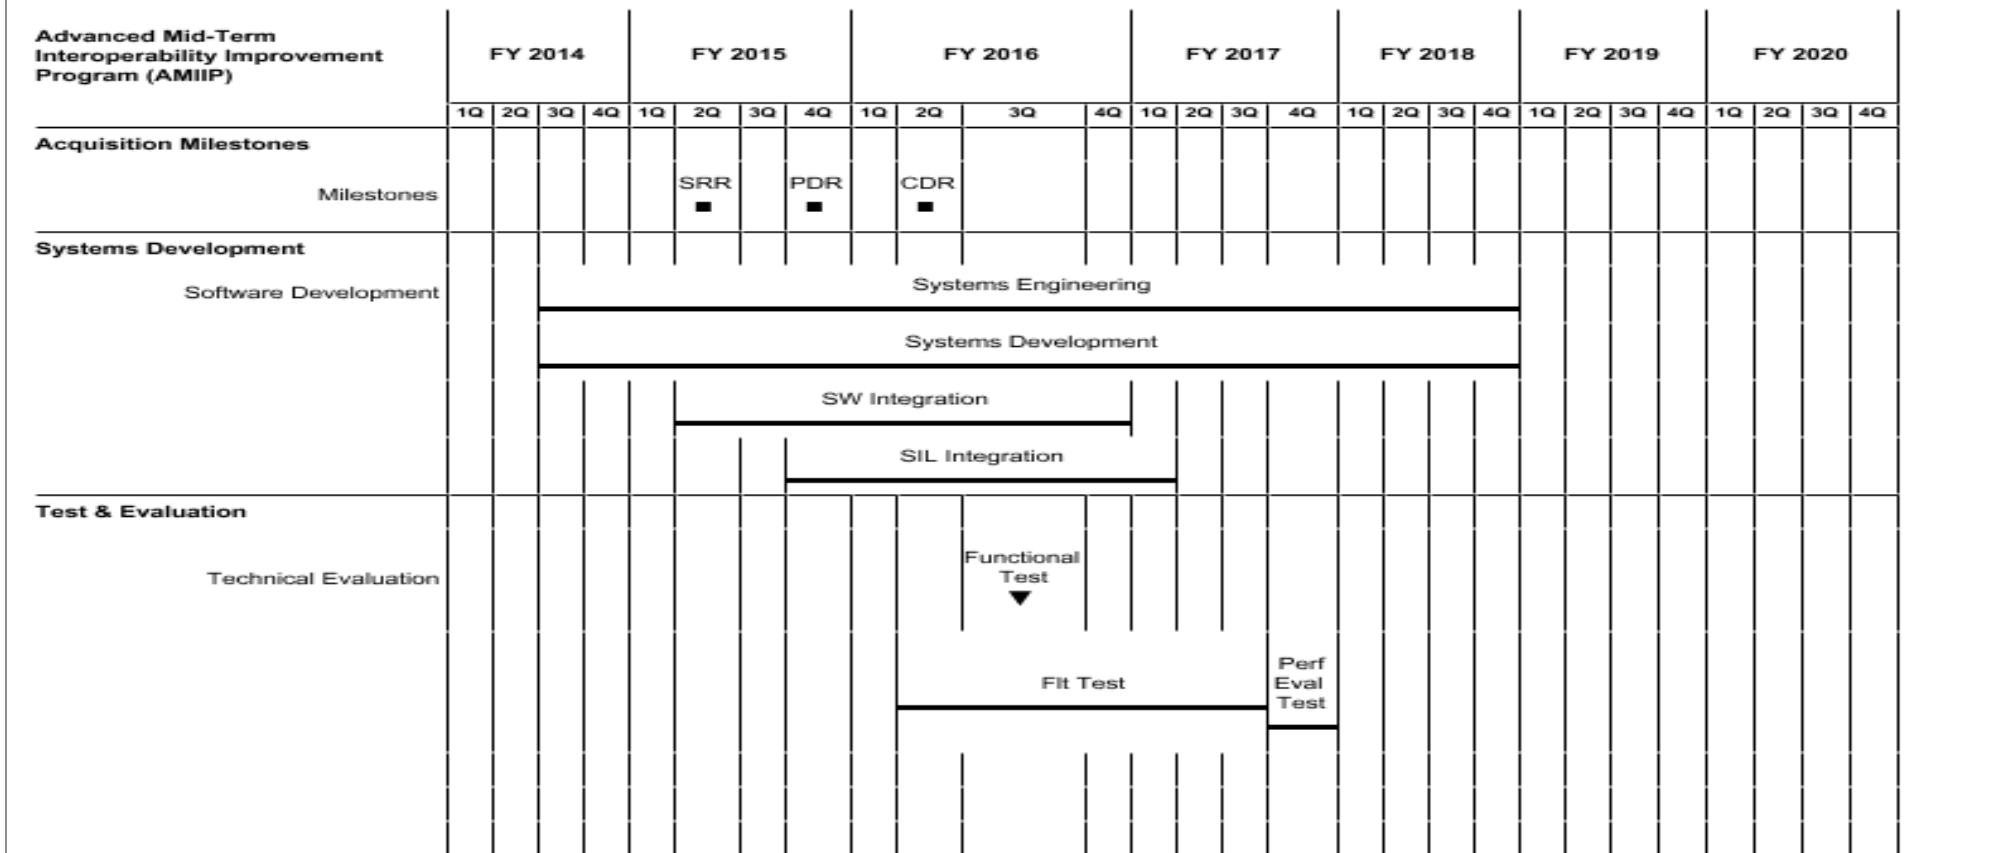 Advanced Mid-Term
Interoperability Improvement
Program (AMIIP)
FY 2014 FY 2015 FY 2016 FY 2017 FY 2018 FY 2019 FY 2020
1Q 2Q 3Q 4Q 1Q 2Q 3Q 4Q 1Q 2Q 3Q 4Q 1Q 2Q 3Q 4Q 1Q 2Q 3Q 4Q 1Q 2Q 3Q 4Q 1Q 2Q 3Q 4Q
Acquisition Milestones
Milestones
SRR PDR CDR
Systems Development
Software Development
Systems Engineering
Systems Development
SW Integration
SIL Integration
Test & Evaluation
Technical Evaluation
Functional
Test
Flt Test
Perf
Eval
Test